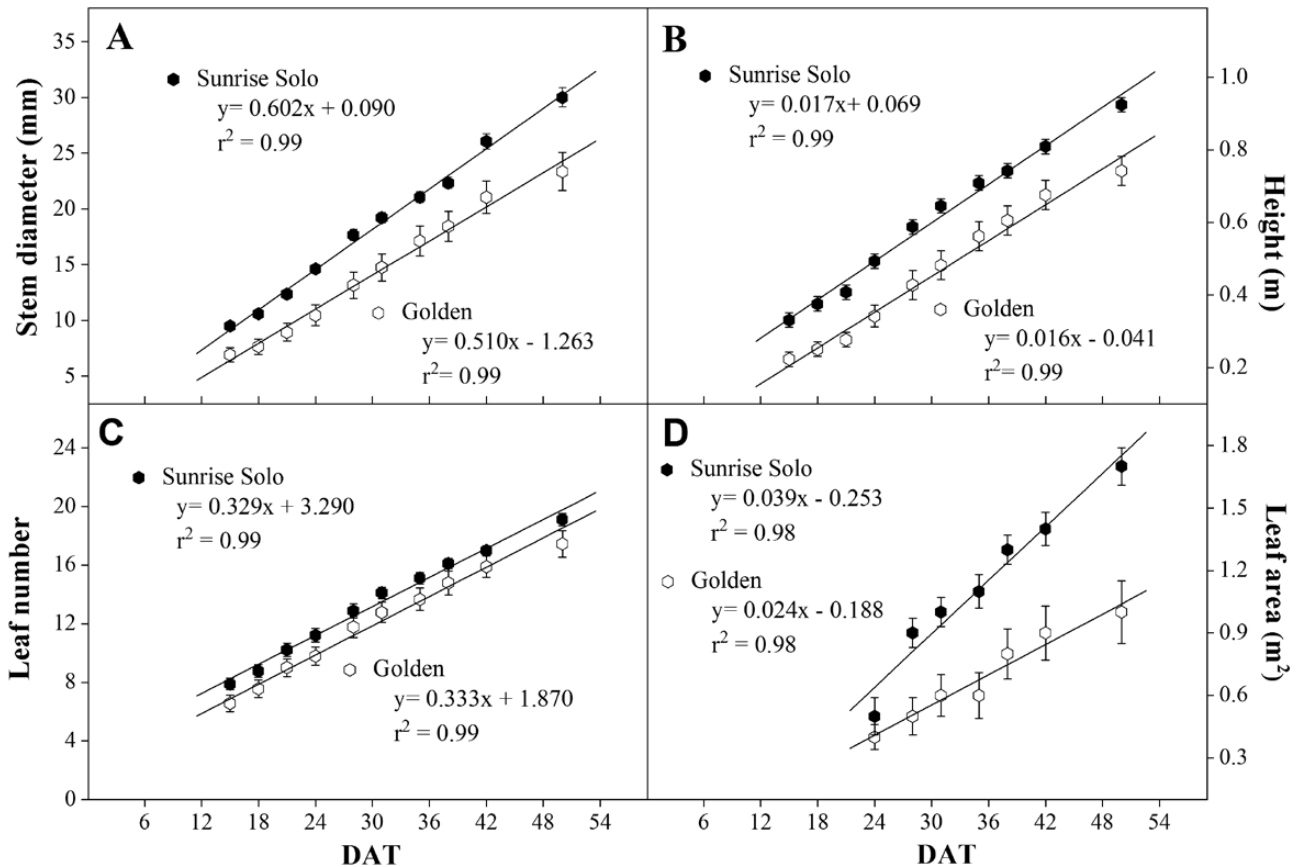 A
Sunrise Solo
y= 0.602x + 0.090
r² = 0.99
Golden
y= 0.510x - 1.263
r²= 0.99
35
30
25
20
15
10
5
Stem diameter (mm)
B
Sunrise Solo
y= 0.017x+ 0.069
r² = 0.99
Golden
y= 0.016x - 0.041
r² = 0.99
1.0
0.8
0.6
0.4
0.2
Height (m)
C
Sunrise Solo
y= 0.329x + 3.290
r² = 0.99
Golden
y= 0.333x + 1.870
r² = 0.99
24
20
16
12
8
4
0
Leaf number
6 12 18 24 30 36 42 48 54
DAT
D
Sunrise Solo
y= 0.039x - 0.253
r² = 0.98
Golden
y= 0.024x - 0.188
r² = 0.98
1.8
1.5
1.2
0.9
0.6
0.3
Leaf area (m²)
6 12 18 24 30 36 42 48 54
DAT